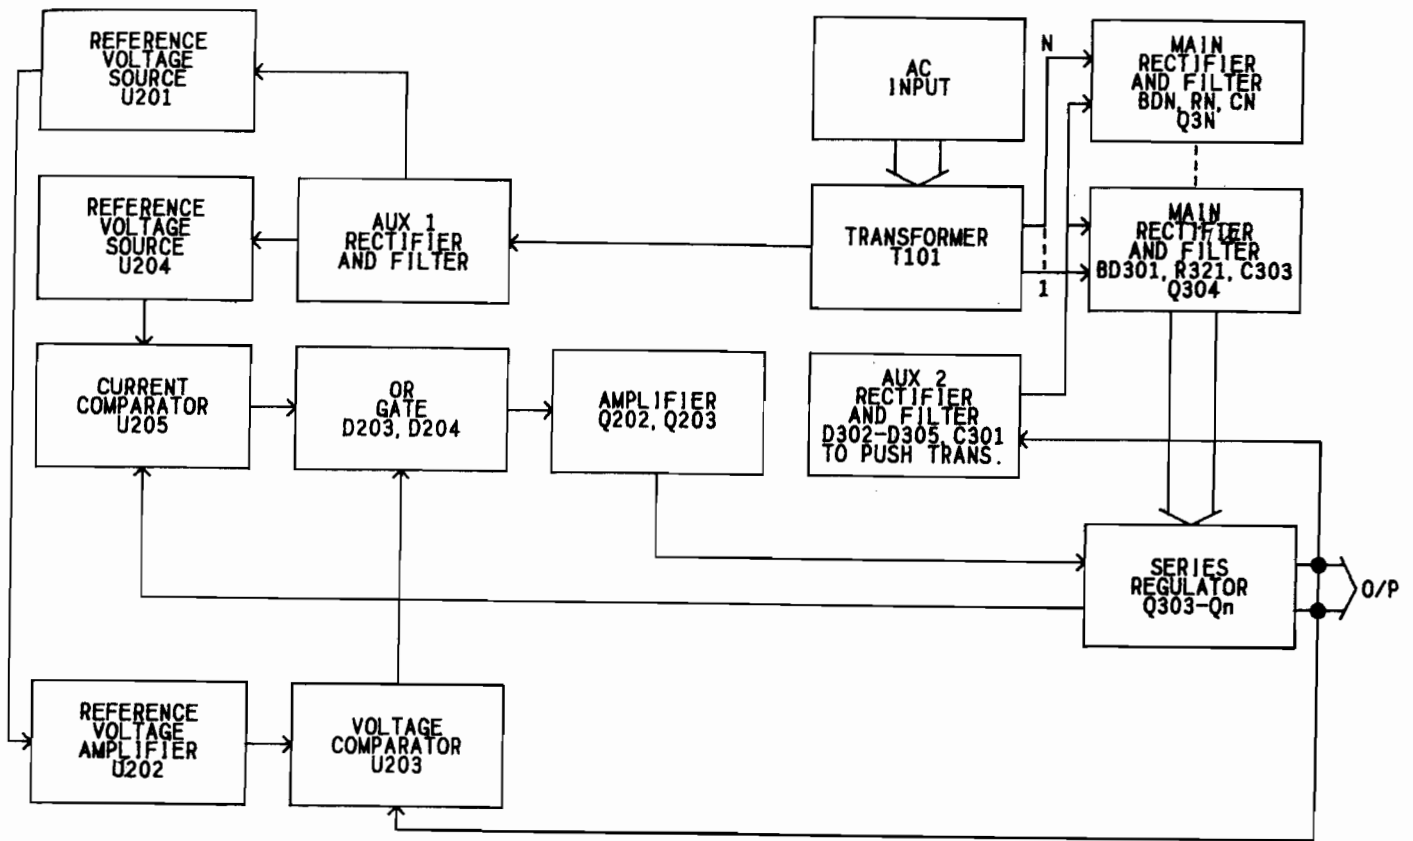 REFERENCE
VOLTAGE
SOURCE
U201
AC
INPUT
N
MAIN
RECTIFIER
AND FILTER
BDN, RN, CN
Q3N
REFERENCE
VOLTAGE
SOURCE
U204
AUX 1
RECTIFIER
AND FILTER
TRANSFORMER
T101
1
MAIN
RECTIFIER
AND FILTER
BD301, R321, C303
Q304
CURRENT
COMPARATOR
U205
OR
GATE
D203, D204
AMPLIFIER
Q202, Q203
AUX 2
RECTIFIER
AND FILTER
D302-D305, C301
TO PUSH TRANS.
SERIES
REGULATOR
Q303-Qn
O/P
REFERENCE
VOLTAGE
AMPLIFIER
U202
VOLTAGE
COMPARATOR
U203